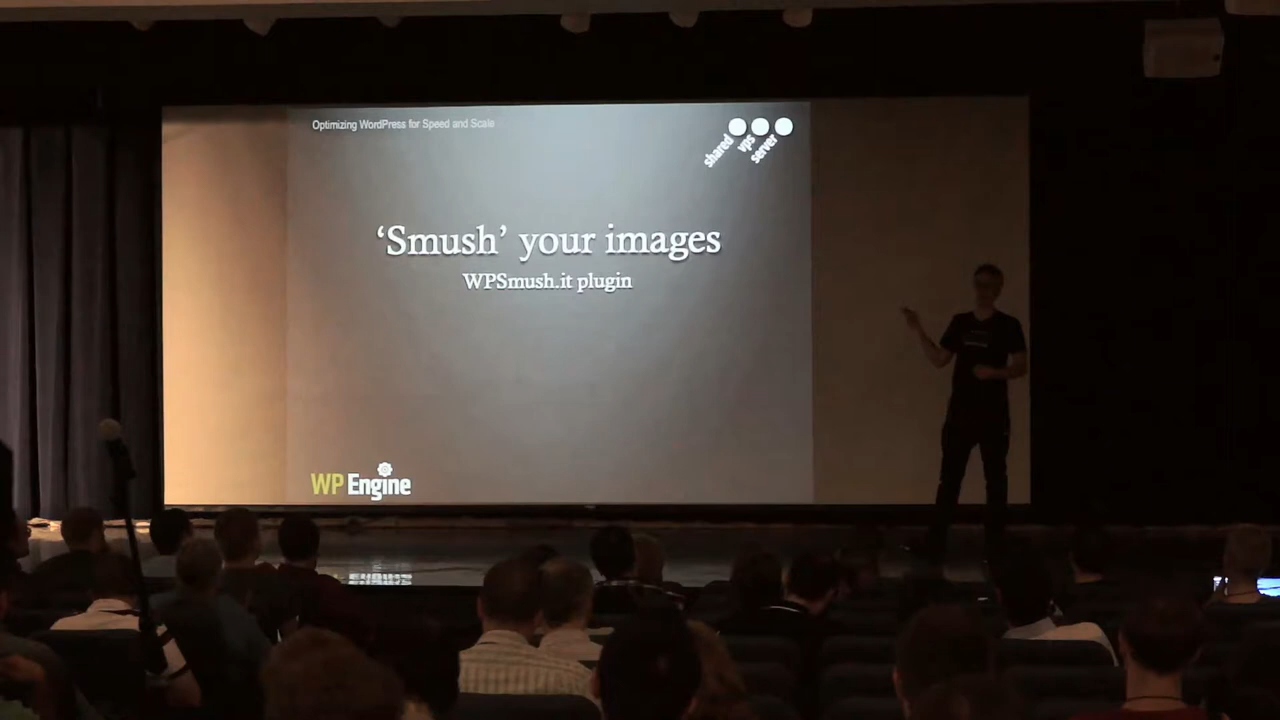 Optimizing WordPress for Speed and Scale
shared
vps
server
‘Smush’ your images
WPSmush.it plugin
WP Engine